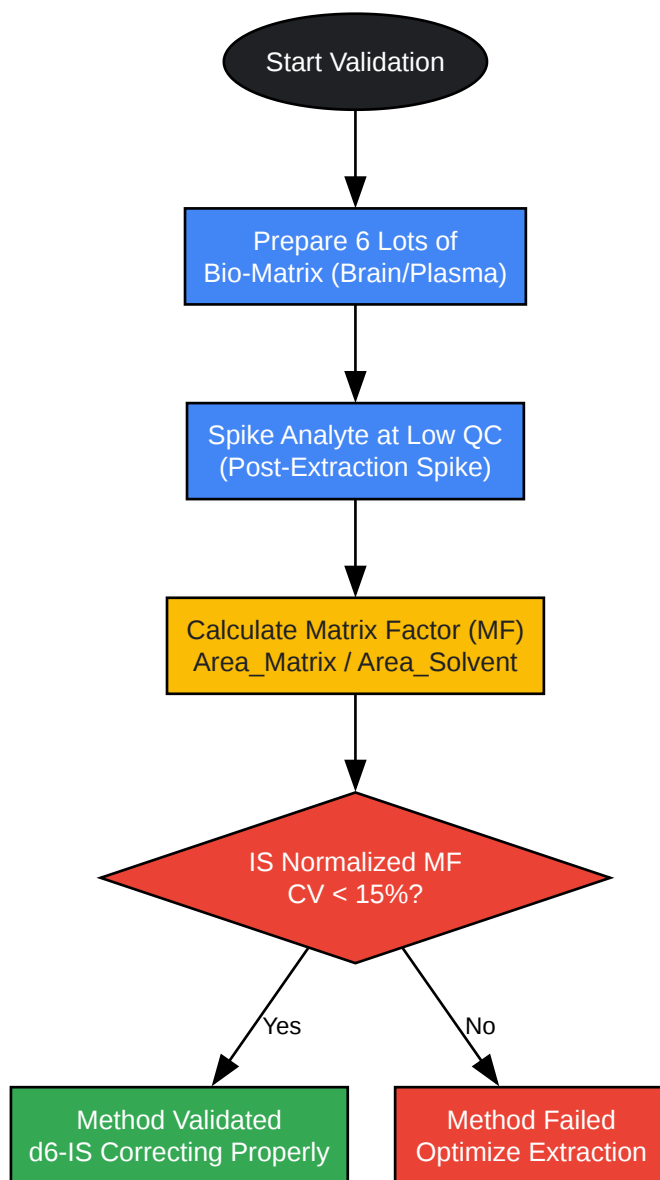 Start Validation
Prepare 6 Lots of
Bio-Matrix (Brain/Plasma)
Spike Analyte at Low QC
(Post-Extraction Spike)
Calculate Matrix Factor (MF)
Area_Matrix / Area_Solvent
IS Normalized MF
CV < 15%?
Yes
No
Method Validated
d6-IS Correcting Properly
Method Failed
Optimize Extraction